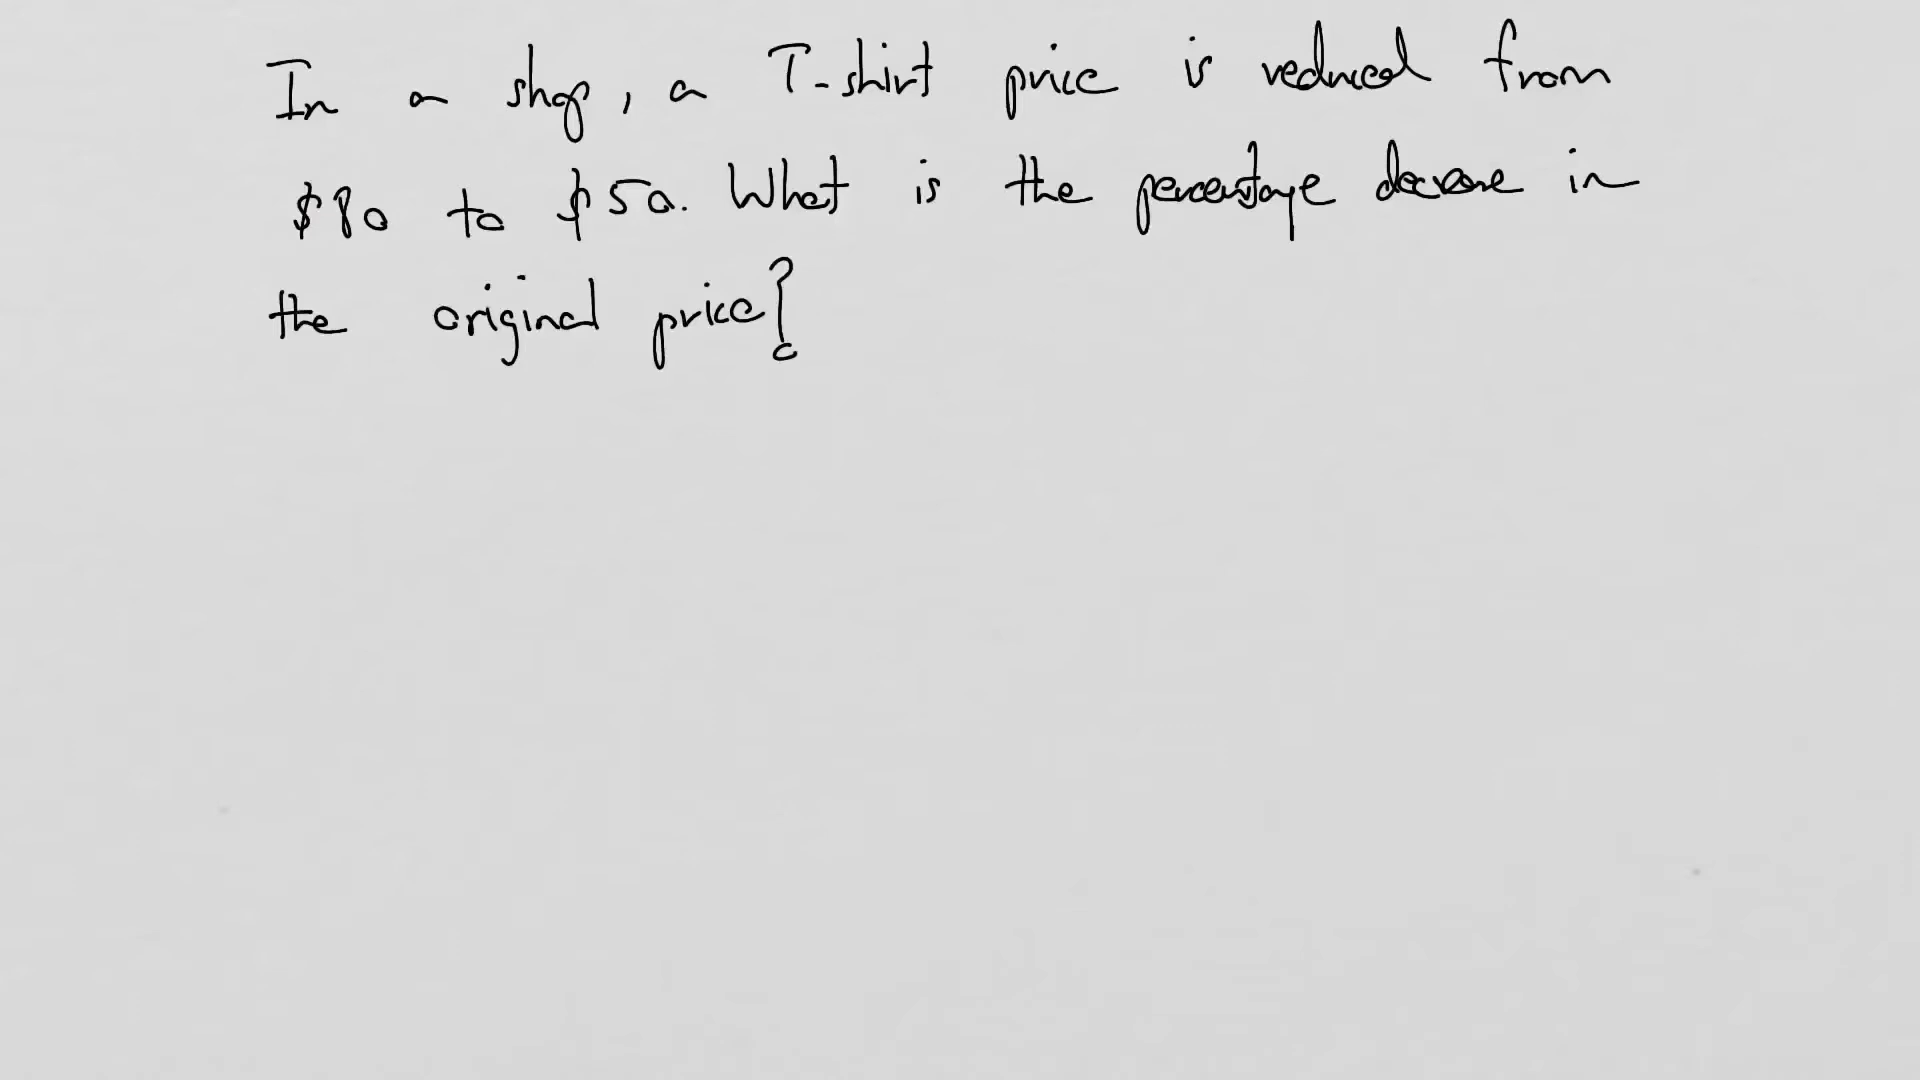 In a shop, a T-shirt price is reduced from
$80 to $50. What is the percentage decrease in
the original price?